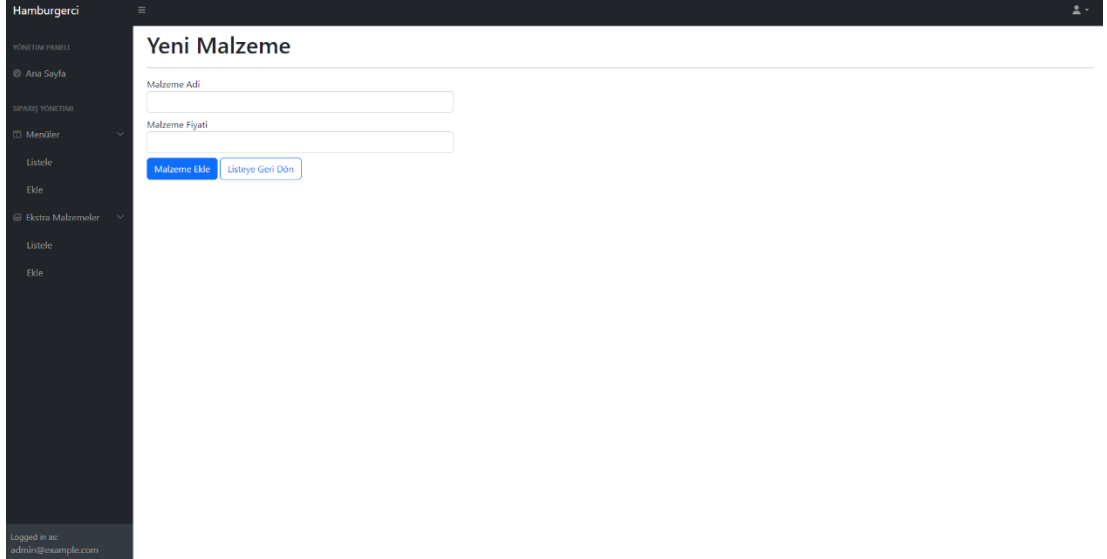 Hamburgerci
YÖNETIM PANELI
Ana Sayfa
SIPARIŞ YÖNETIMI
Menüler
Listele
Ekle
Ekstra Malzemeler
Listele
Ekle
Logged in as:
admin@example.com
Yeni Malzeme
Malzeme Adi
Malzeme Fiyati
Malzeme Ekle
Listeye Geri Dön